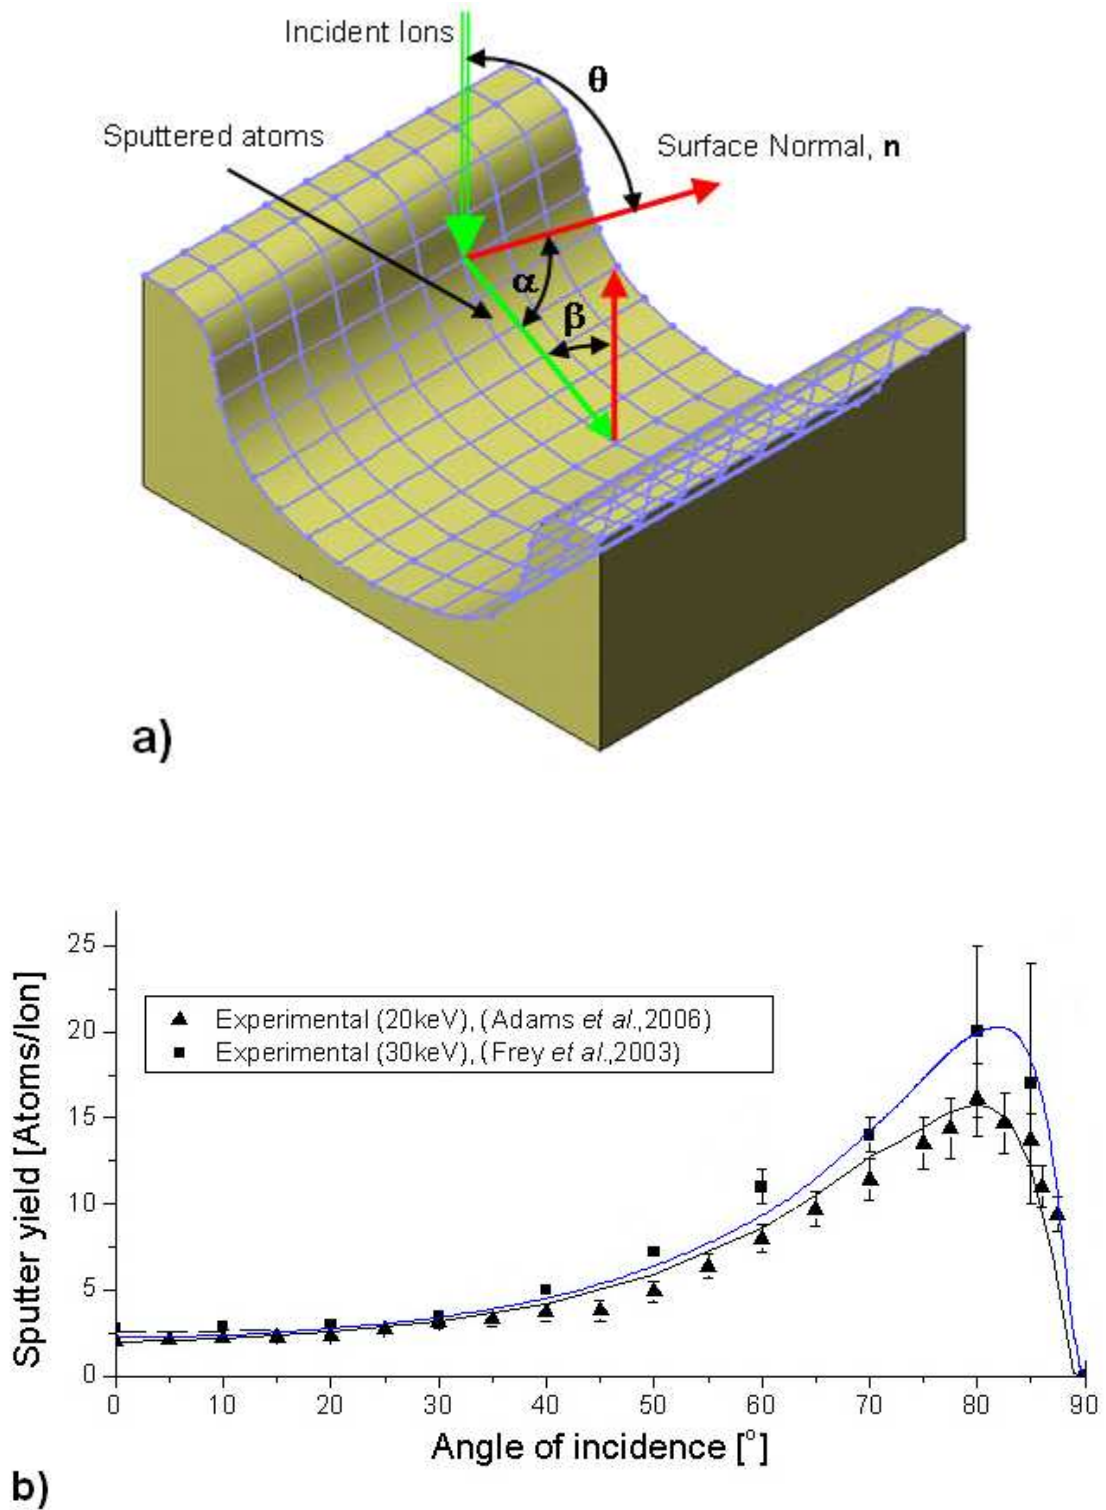 Incident Ions
θ
Sputtered atoms
Surface Normal, n
α
β
a)
Sputter yield [Atoms/Ion]
25
20
15
10
5
0
Experimental (20keV), (Adams et al.,2006)
Experimental (30keV), (Frey et al.,2003)
0 10 20 30 40 50 60 70 80 90
Angle of incidence [°]
b)